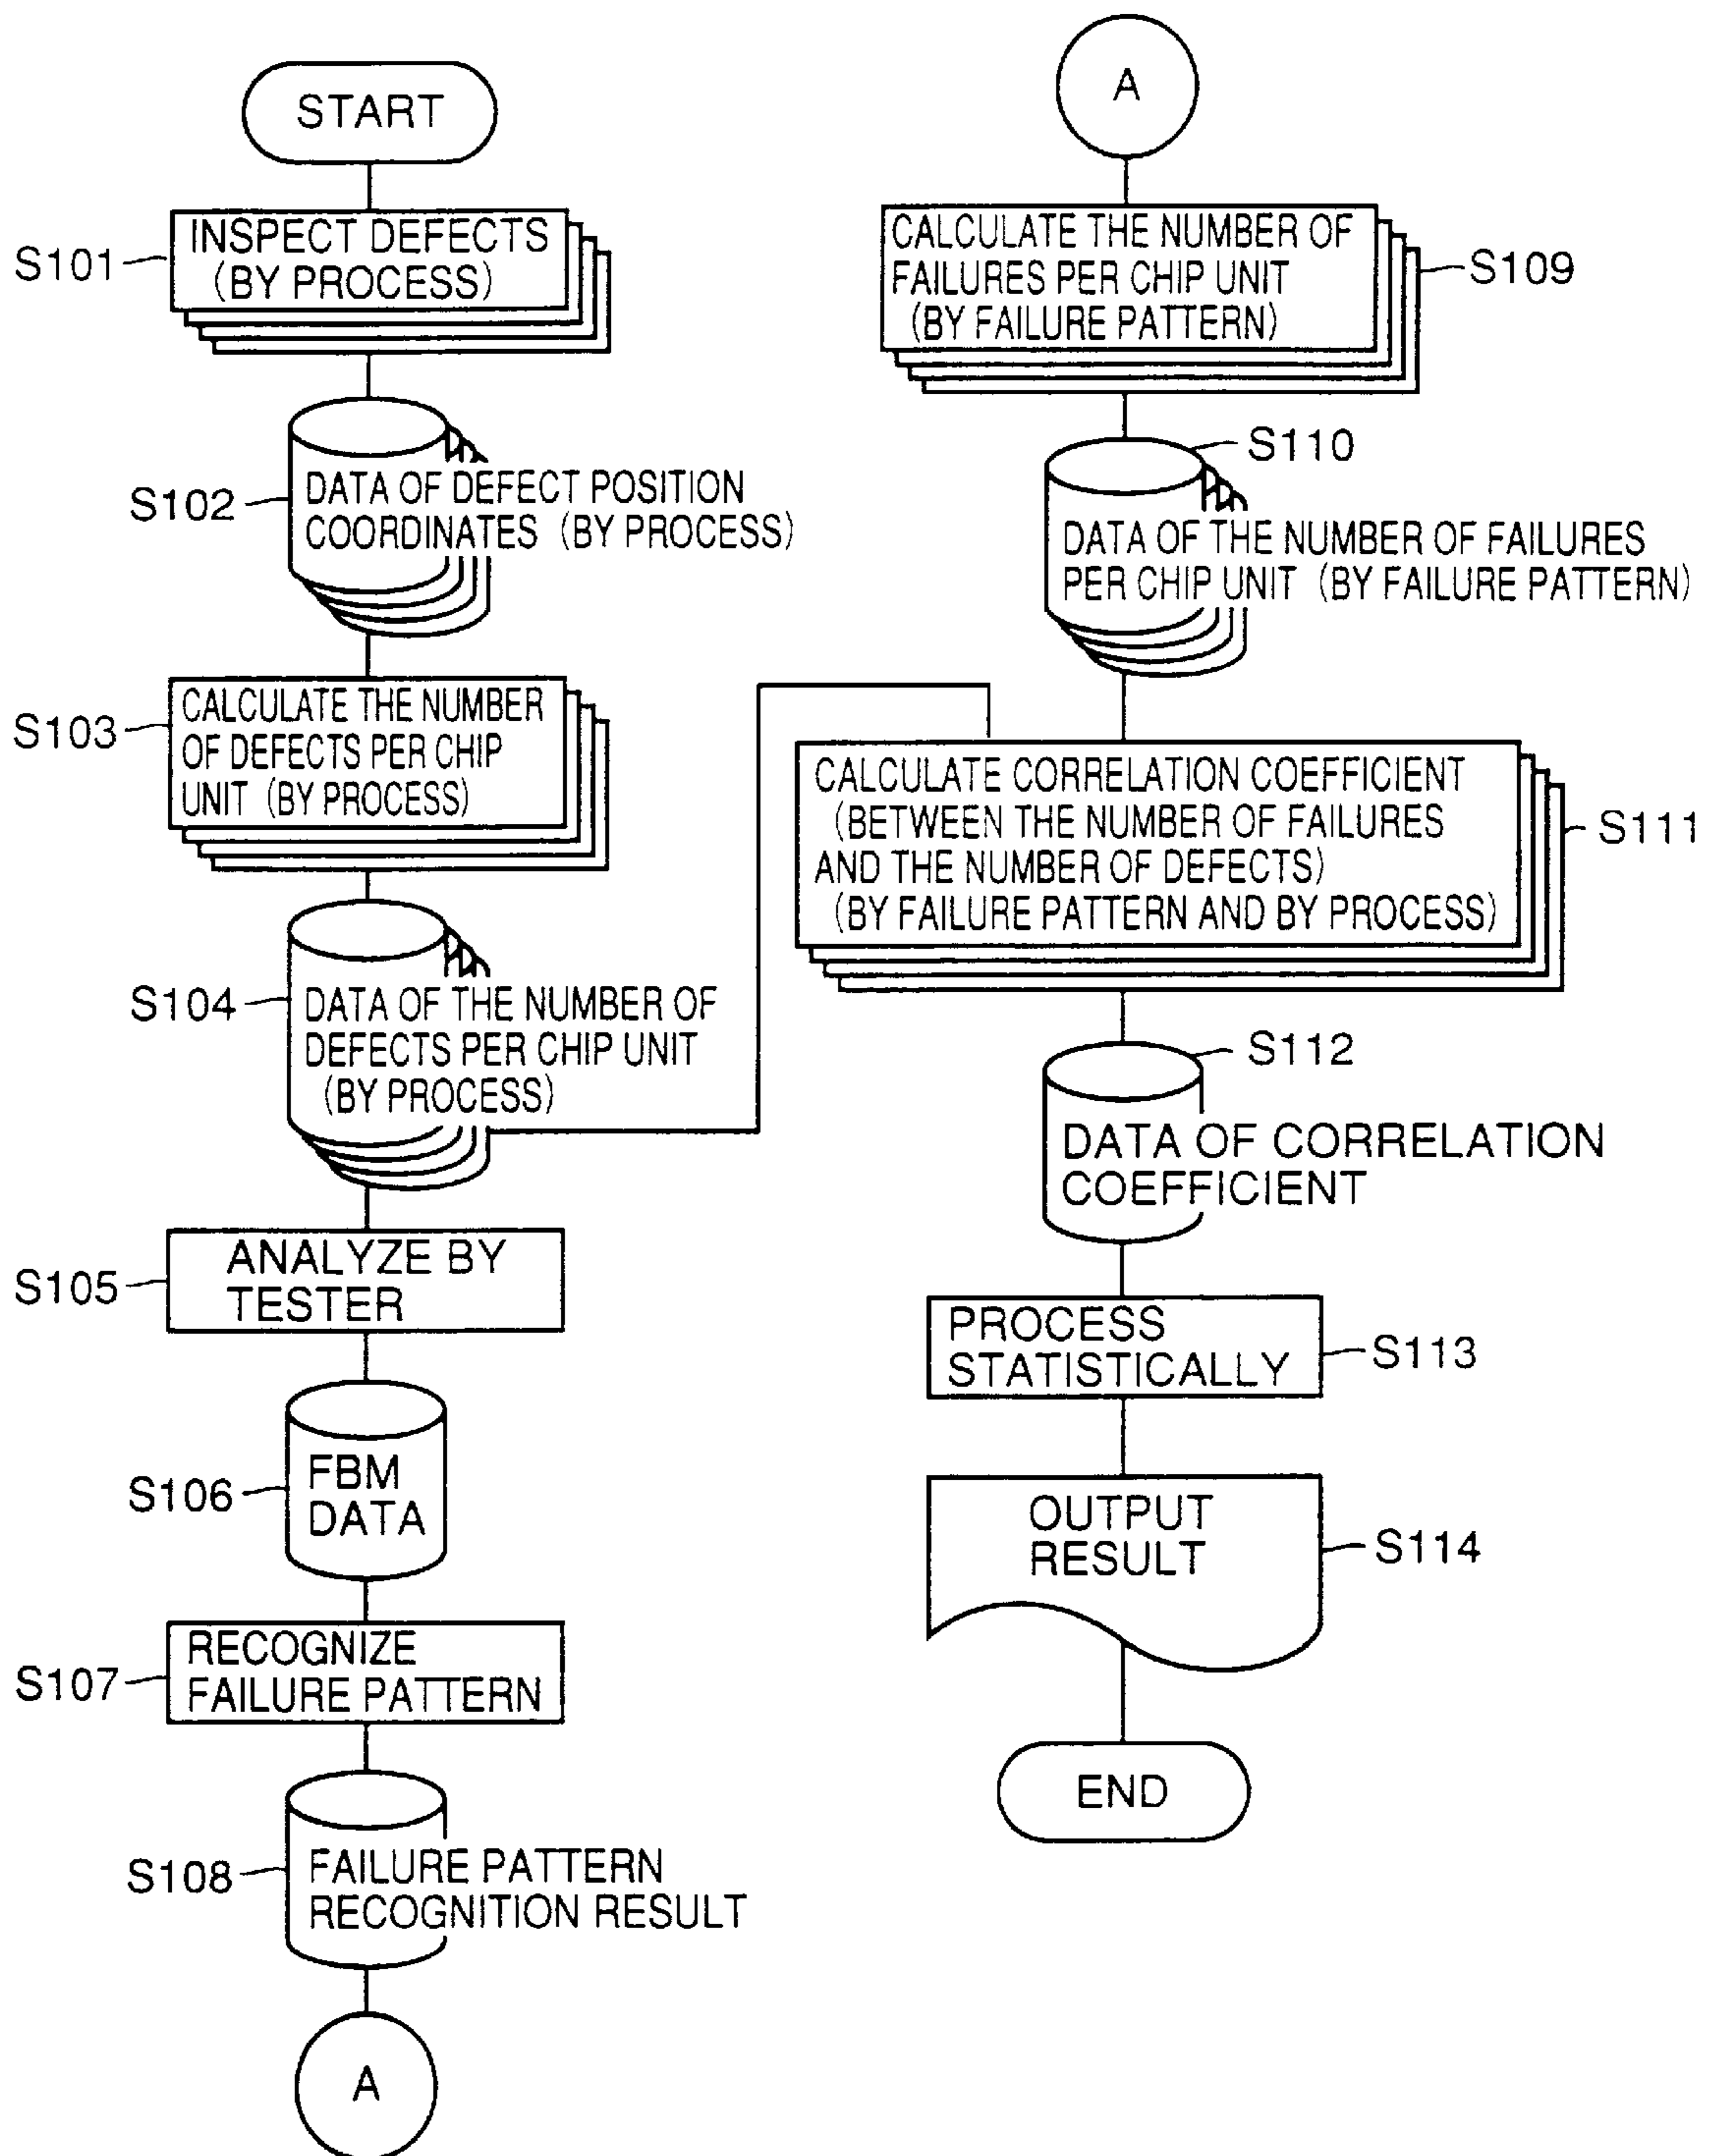 START
S101
INSPECT DEFECTS
(BY PROCESS)
S102
DATA OF DEFECT POSITION
COORDINATES (BY PROCESS)
S103
CALCULATE THE NUMBER
OF DEFECTS PER CHIP
UNIT (BY PROCESS)
S104
DATA OF THE NUMBER OF
DEFECTS PER CHIP UNIT
(BY PROCESS)
S105
ANALYZE BY
TESTER
S106
FBM
DATA
S107
RECOGNIZE
FAILURE PATTERN
S108
FAILURE PATTERN
RECOGNITION RESULT
A
A
CALCULATE THE NUMBER OF
FAILURES PER CHIP UNIT
(BY FAILURE PATTERN)
S109
S110
DATA OF THE NUMBER OF FAILURES
PER CHIP UNIT (BY FAILURE PATTERN)
CALCULATE CORRELATION COEFFICIENT
(BETWEEN THE NUMBER OF FAILURES
AND THE NUMBER OF DEFECTS)
(BY FAILURE PATTERN AND BY PROCESS)
S111
S112
DATA OF CORRELATION
COEFFICIENT
PROCESS
STATISTICALLY
S113
OUTPUT
RESULT
S114
END